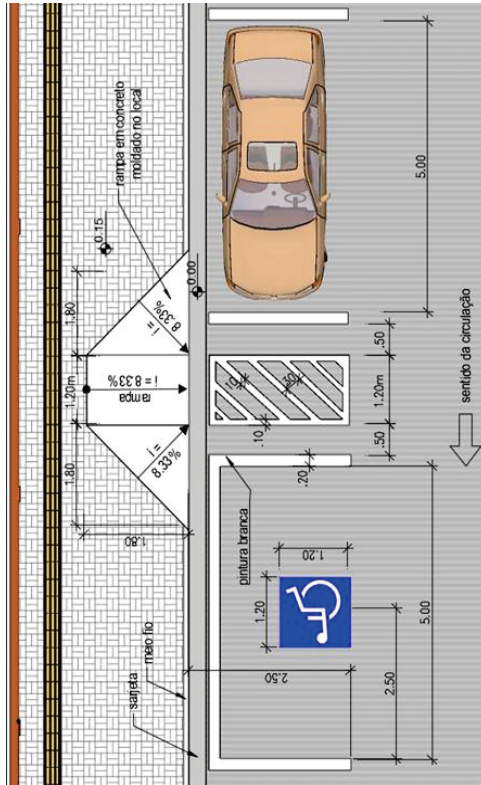 rampa em concreto
moldado no local
0.15
0.00
5.00
1.80
i =
8.33%
1.20m
rampa
i = 8.33%
1.80
i =
8.33%
1.80
.50
1.20m
.50
.10
.30
.10
.20
sentido da circulação
pintura branca
1.20
1.20
2.50
5.00
2.50
sarjeta
meio fio